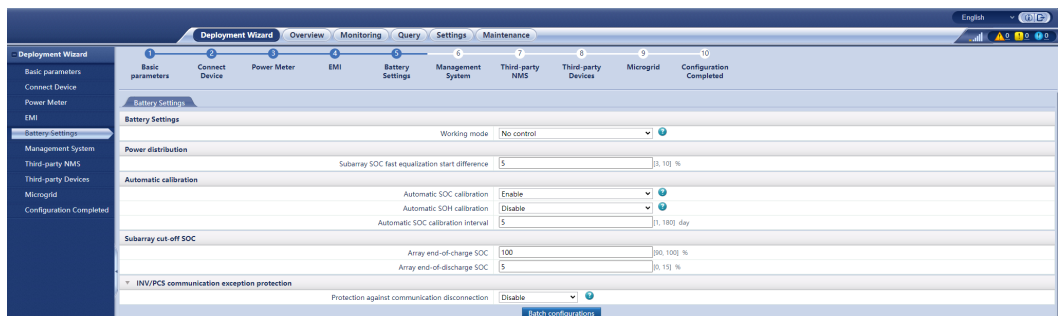 English
Deployment Wizard Overview Monitoring Query Settings Maintenance
0 0 0
Deployment Wizard
Basic parameters
Connect Device
Power Meter
EMI
Battery Settings
Management System
Third-party NMS
Third-party Devices
Microgrid
Configuration Completed
1 2 3 4 5 6 7 8 9 10
Basic parameters Connect Device Power Meter EMI Battery Settings Management System Third-party NMS Third-party Devices Microgrid Configuration Completed
Battery Settings
Battery Settings
Working mode No control ?
Power distribution
Subarray SOC fast equalization start difference 5 [3, 10] %
Automatic calibration
Automatic SOC calibration Enable ?
Automatic SOH calibration Disable ?
Automatic SOC calibration interval 5 [1, 180] day
Subarray cut-off SOC
Array end-of-charge SOC 100 [90, 100] %
Array end-of-discharge SOC 5 [0, 15] %
INV/PCS communication exception protection
Protection against communication disconnection Disable ?
Batch configurations